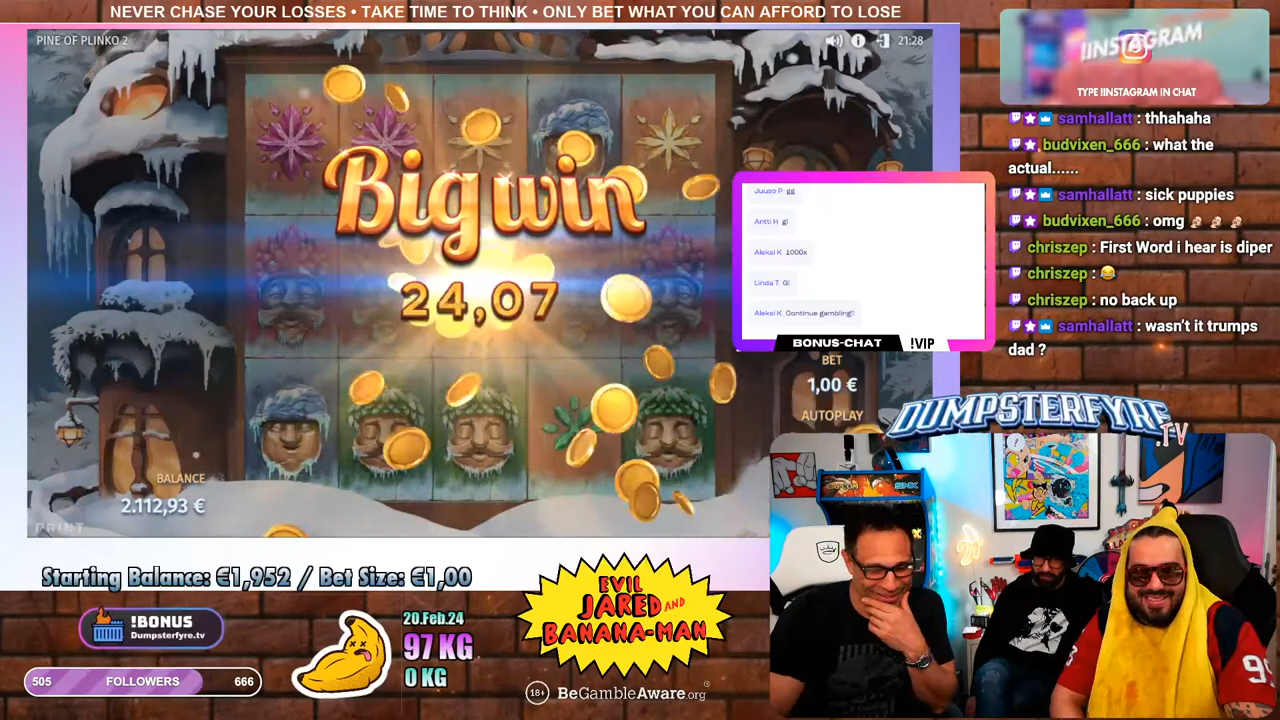 NEVER CHASE YOUR LOSSES • TAKE TIME TO THINK • ONLY BET WHAT YOU CAN AFFORD TO LOSE
PINE OF PLINKO 2
21:28
Big win
24,07
BALANCE
2.112,93 €
PRINT
BET
1,00 €
AUTOPLAY
Juuso P gg
Antti H gl
Aleksi K 1000x
Linda T Gl
Aleksi K Continue gambling?
BONUS-CHAT
!VIP
!INSTAGRAM
TYPE !INSTAGRAM IN CHAT
samhallatt : thhahaha
budvixen_666 : what the
actual......
samhallatt : sick puppies
budvixen_666 : omg
chriszep : First Word i hear is diper
chriszep : 😂
chriszep : no back up
samhallatt : wasn't it trumps
dad ?
DUMPSTERFYRE
.TV
Starting Balance: €1,952 / Bet Size: €1,00
!BONUS
Dumpsterfyre.tv
505 FOLLOWERS 666
20.Feb.24
97 KG
0 KG
EVIL
JARED AND
BANANA-MAN
18+ BeGambleAware.org